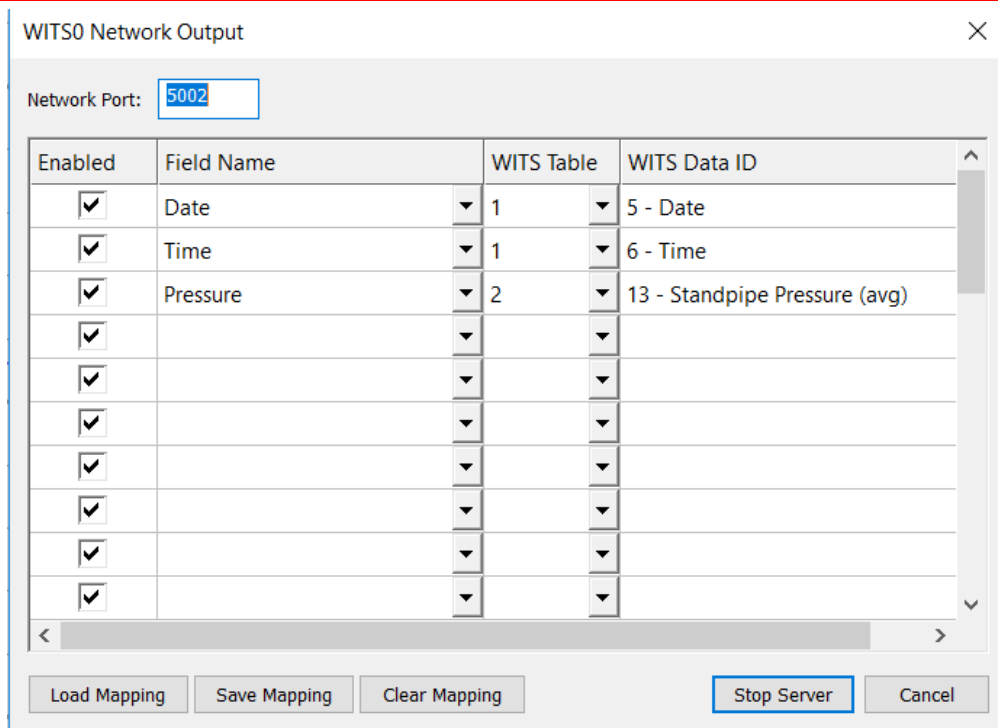 WITS0 Network Output
Network Port: 5002
Enabled Field Name WITS Table WITS Data ID
Date 1 5 - Date
Time 1 6 - Time
Pressure 2 13 - Standpipe Pressure (avg)
Load Mapping Save Mapping Clear Mapping Stop Server Cancel